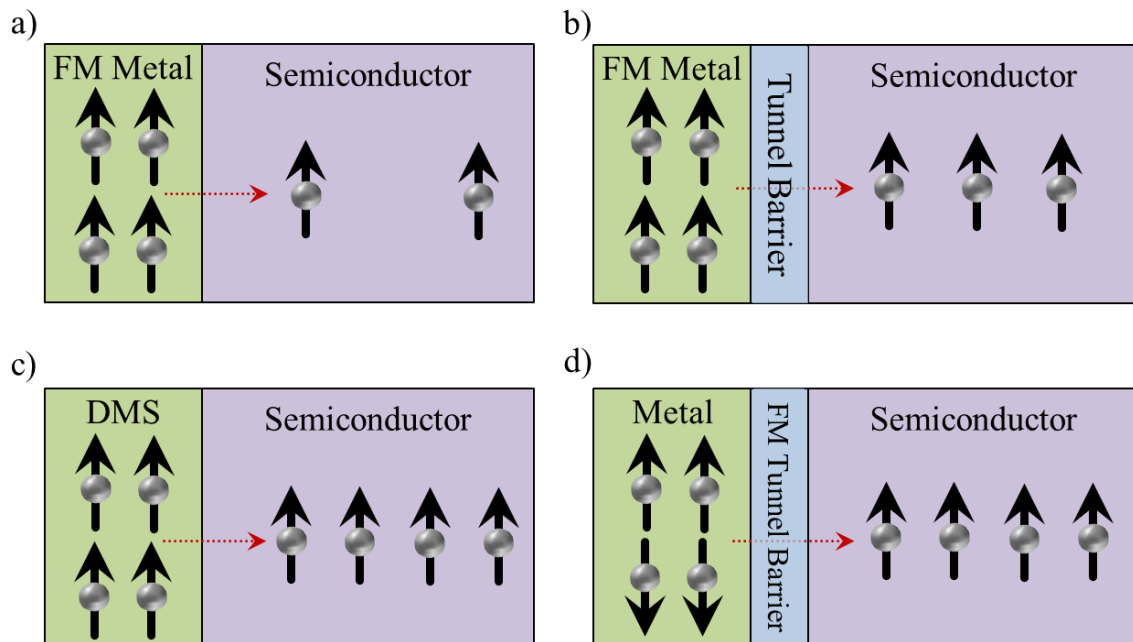 a)
FM Metal
Semiconductor
b)
FM Metal
Tunnel Barrier
Semiconductor
c)
DMS
Semiconductor
d)
Metal
FM Tunnel Barrier
Semiconductor